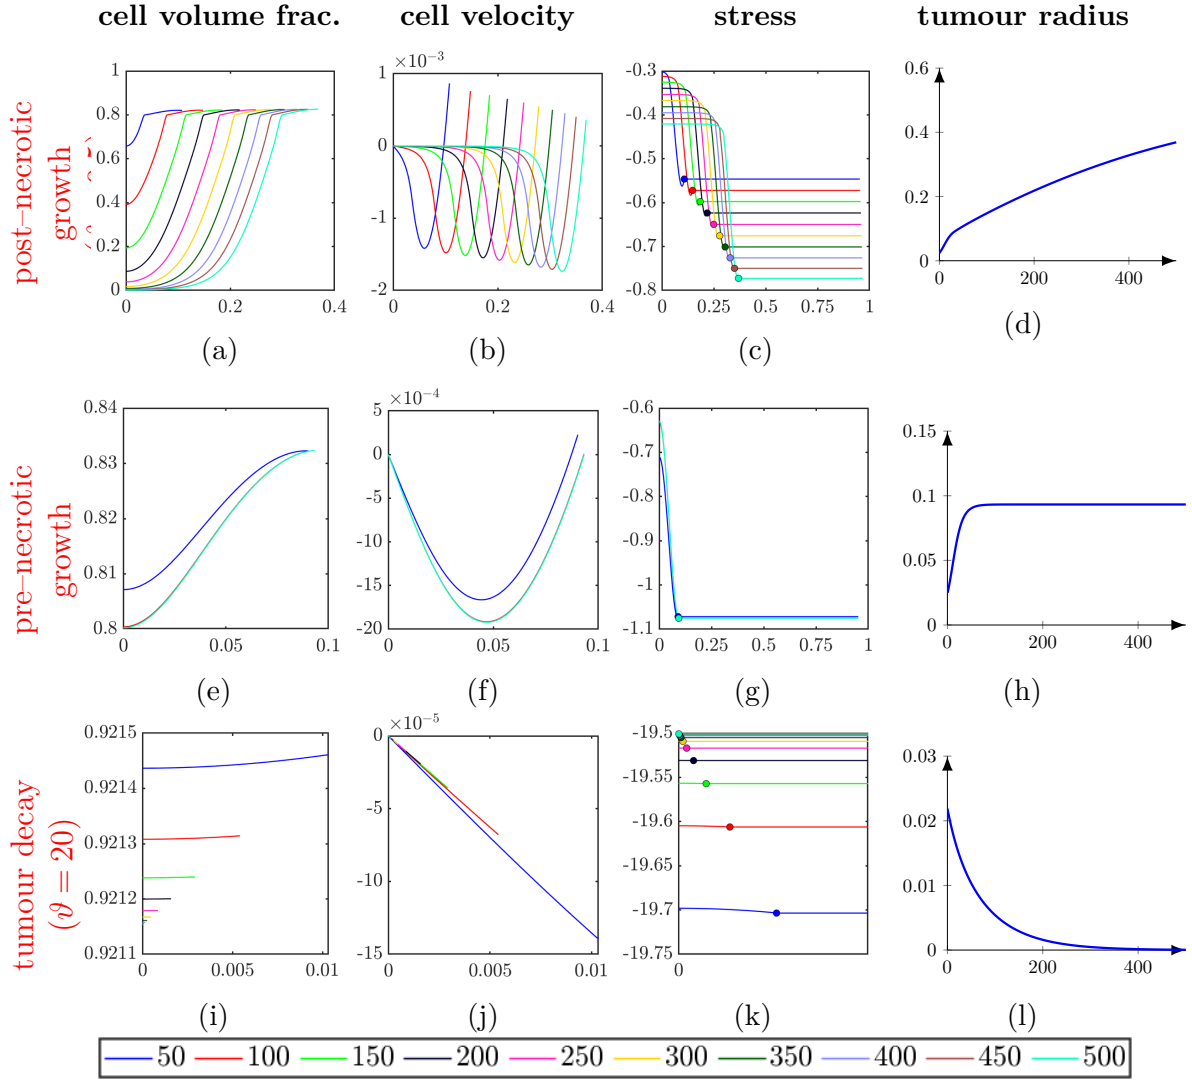 cell volume frac. cell velocity stress tumour radius
post–necrotic
growth
1
0.8
0.6
0.4
0.2
0
0 0.2 0.4
(a)
×10⁻³
1
0
-1
-2
0 0.2 0.4
(b)
-0.3
-0.4
-0.5
-0.6
-0.7
-0.8
0 0.25 0.5 0.75 1
(c)
0.6
0.4
0.2
0
0 200 400
(d)
pre–necrotic
growth
0.84
0.83
0.82
0.81
0.8
0 0.05 0.1
(e)
×10⁻⁴
5
0
-5
-10
-15
-20
0 0.05 0.1
(f)
-0.6
-0.7
-0.8
-0.9
-1
-1.1
0 0.25 0.5 0.75 1
(g)
0.15
0.1
0.05
0
0 200 400
(h)
tumour decay
(ϑ = 20)
0.9215
0.9214
0.9213
0.9212
0.9211
0 0.005 0.01
(i)
×10⁻⁵
0
-5
-10
-15
0 0.005 0.01
(j)
-19.5
-19.55
-19.6
-19.65
-19.7
-19.75
0
(k)
0.03
0.02
0.01
0
0 200 400
(l)
50 100 150 200 250 300 350 400 450 500